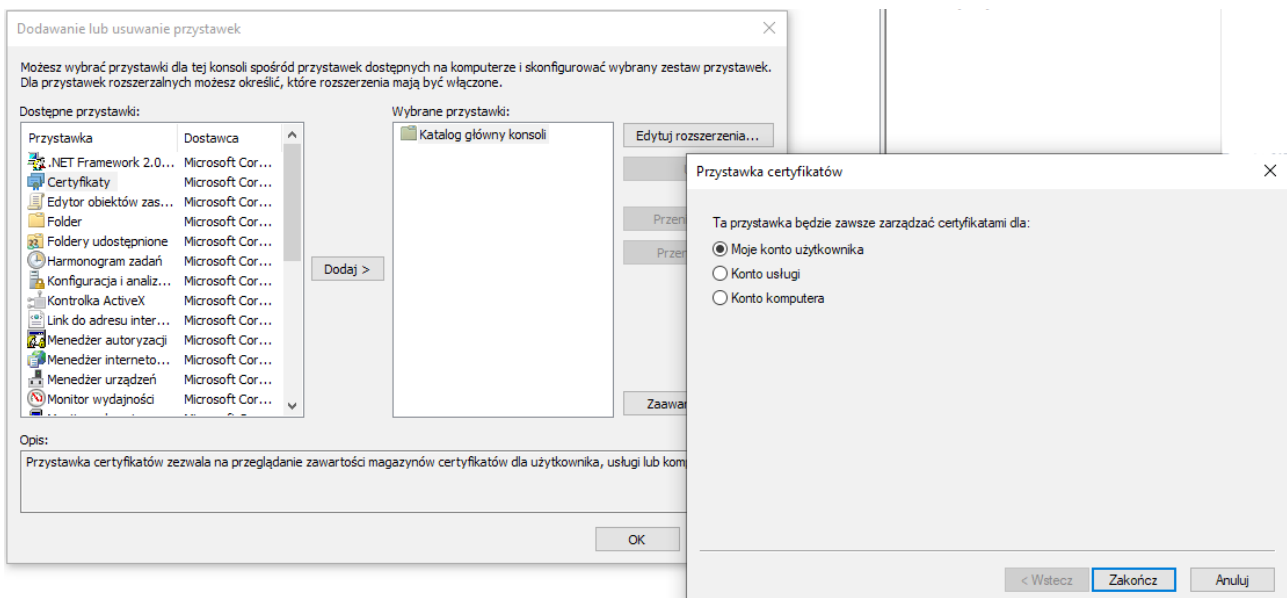 Dodawanie lub usuwanie przystawek
Możesz wybrać przystawki dla tej konsoli spośród przystawek dostępnych na komputerze i skonfigurować wybrany zestaw przystawek.
Dla przystawek rozszerzalnych możesz określić, które rozszerzenia mają być włączone.
Dostępne przystawki:
Przystawka Dostawca
.NET Framework 2.0... Microsoft Cor...
Certyfikaty Microsoft Cor...
Edytor obiektów zas... Microsoft Cor...
Folder Microsoft Cor...
Foldery udostępnione Microsoft Cor...
Harmonogram zadań Microsoft Cor...
Konfiguracja i analiz... Microsoft Cor...
Kontrolka ActiveX Microsoft Cor...
Link do adresu inter... Microsoft Cor...
Menedżer autoryzacji Microsoft Cor...
Menedżer interneto... Microsoft Cor...
Menedżer urządzeń Microsoft Cor...
Monitor wydajności Microsoft Cor...
Dodaj >
Wybrane przystawki:
Katalog główny konsoli
Edytuj rozszerzenia...
Przen
Przer
Zaawar
Opis:
Przystawka certyfikatów zezwala na przeglądanie zawartości magazynów certyfikatów dla użytkownika, usługi lub kom
OK
Przystawka certyfikatów
Ta przystawka będzie zawsze zarządzać certyfikatami dla:
Moje konto użytkownika
Konto usługi
Konto komputera
< Wstecz
Zakończ
Anuluj